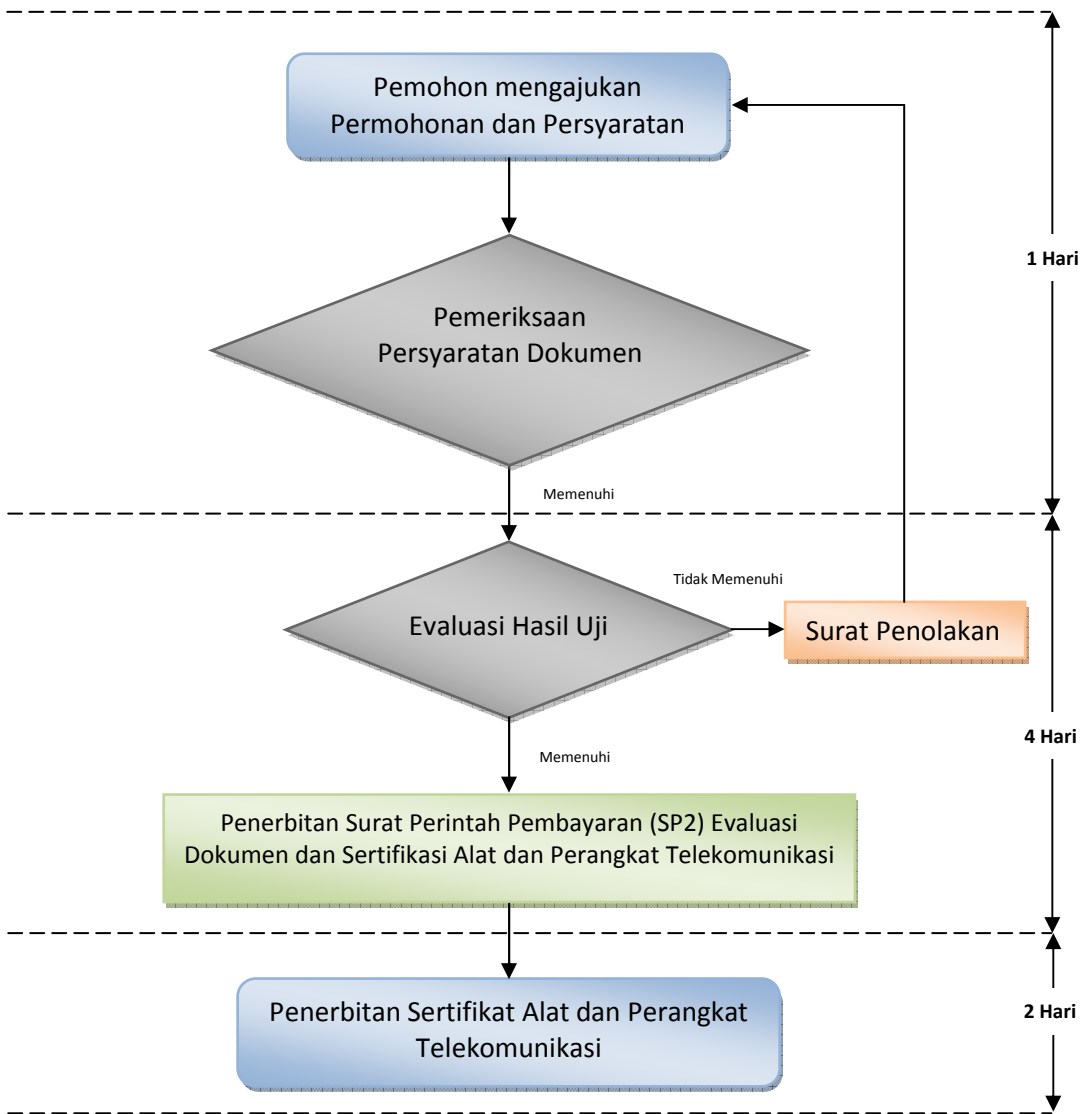 Pemohon mengajukan
Permohonan dan Persyaratan
1 Hari
Pemeriksaan
Persyaratan Dokumen
Memenuhi
Tidak Memenuhi
Evaluasi Hasil Uji
Surat Penolakan
4 Hari
Memenuhi
Penerbitan Surat Perintah Pembayaran (SP2) Evaluasi
Dokumen dan Sertifikasi Alat dan Perangkat Telekomunikasi
Penerbitan Sertifikat Alat dan Perangkat
Telekomunikasi
2 Hari